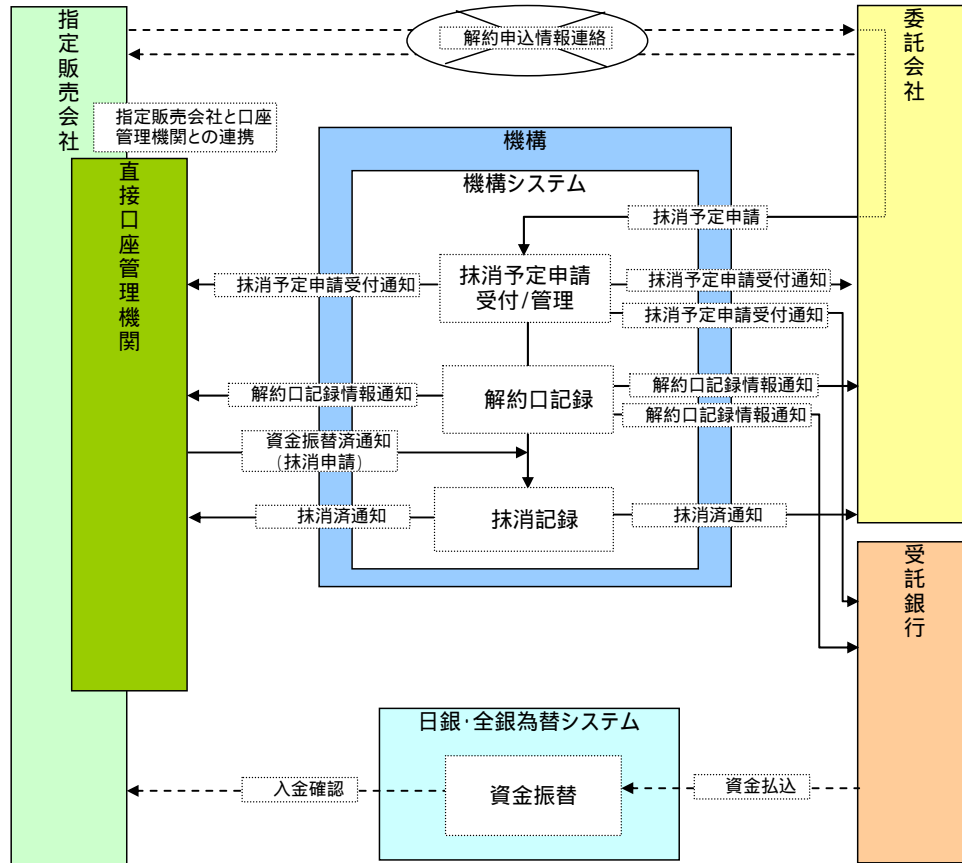 指定販売会社
解約申込情報連絡
委託会社
指定販売会社と口座
管理機関との連携
直接口座管理機関
機構
機構システム
抹消予定申請
抹消予定申請受付通知
抹消予定申請
受付/管理
抹消予定申請受付通知
抹消予定申請受付通知
解約口記録情報通知
解約口記録
解約口記録情報通知
解約口記録情報通知
資金振替済通知
(抹消申請)
抹消済通知
抹消記録
抹消済通知
受託銀行
日銀・全銀為替システム
入金確認
資金振替
資金払込